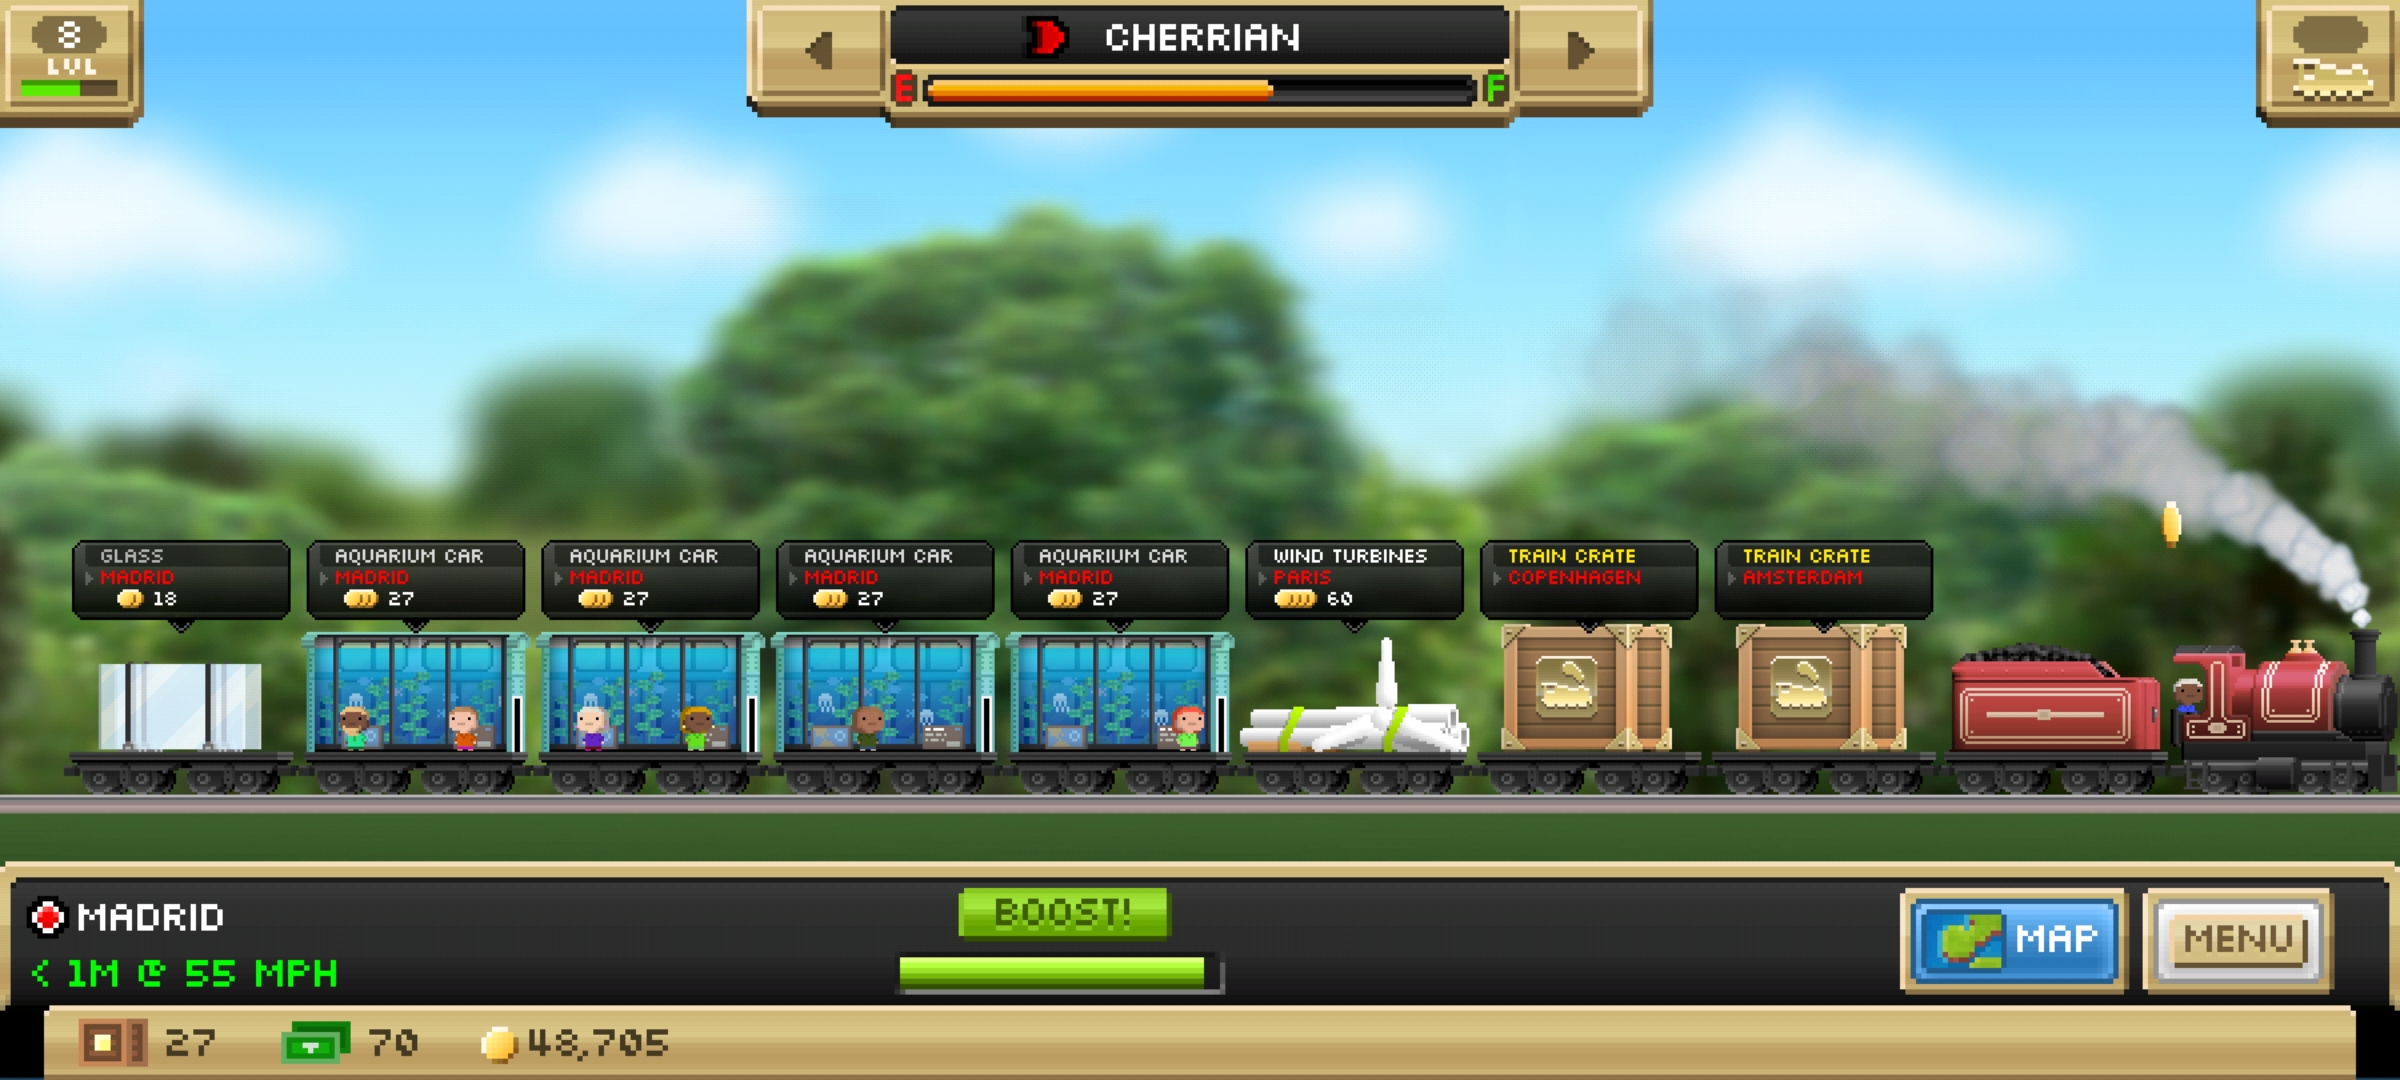 8
LVL
CHERRIAN
E F
GLASS
MADRID
18
AQUARIUM CAR
MADRID
27
AQUARIUM CAR
MADRID
27
AQUARIUM CAR
MADRID
27
AQUARIUM CAR
MADRID
27
WIND TURBINES
PARIS
60
TRAIN CRATE
COPENHAGEN
TRAIN CRATE
AMSTERDAM
MADRID
< 1M @ 55 MPH
BOOST!
MAP
MENU
27
70
48,705